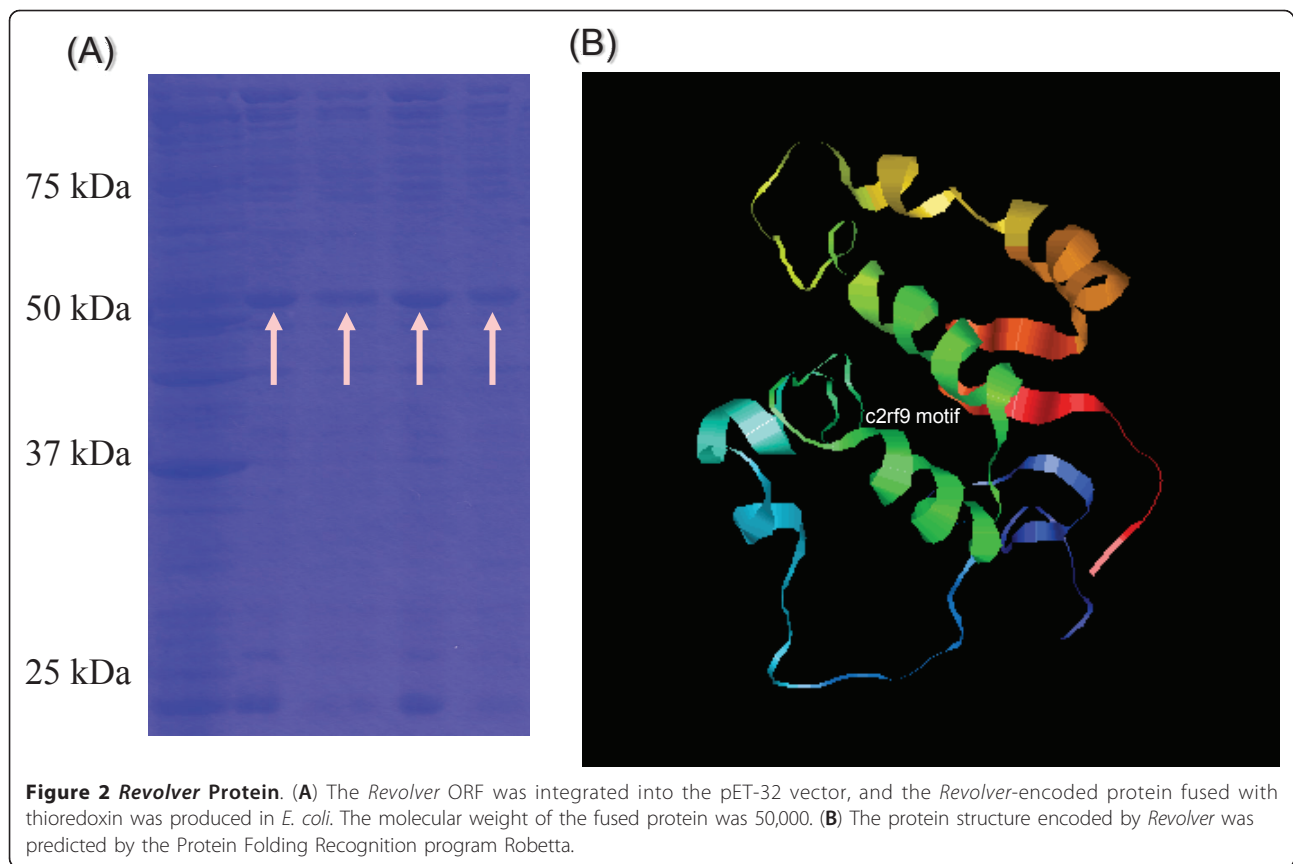 (A)
(B)
75 kDa
50 kDa
37 kDa
25 kDa
c2rf9 motif
Figure 2 Revolver Protein. (A) The Revolver ORF was integrated into the pET-32 vector, and the Revolver-encoded protein fused with
thioredoxin was produced in E. coli. The molecular weight of the fused protein was 50,000. (B) The protein structure encoded by Revolver was
predicted by the Protein Folding Recognition program Robetta.